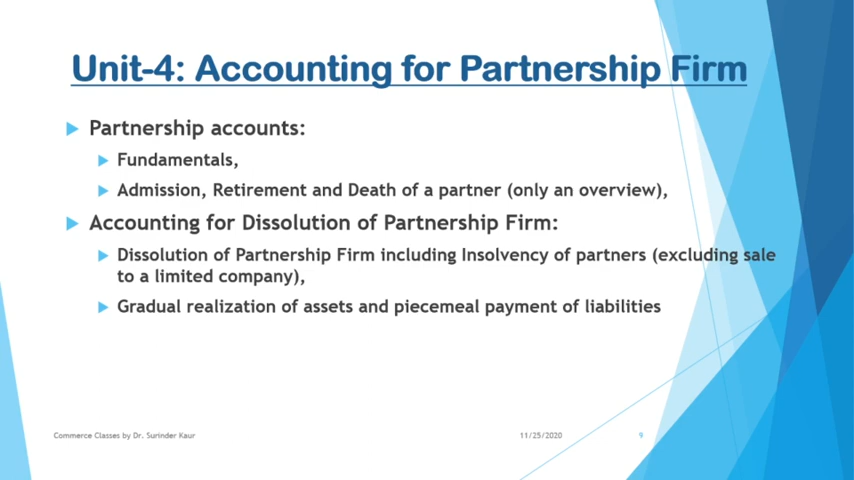 Unit-4: Accounting for Partnership Firm
Partnership accounts:
Fundamentals,
Admission, Retirement and Death of a partner (only an overview),
Accounting for Dissolution of Partnership Firm:
Dissolution of Partnership Firm including Insolvency of partners (excluding sale
to a limited company),
Gradual realization of assets and piecemeal payment of liabilities
Commerce Classes by Dr. Surinder Kaur
11/25/2020
9